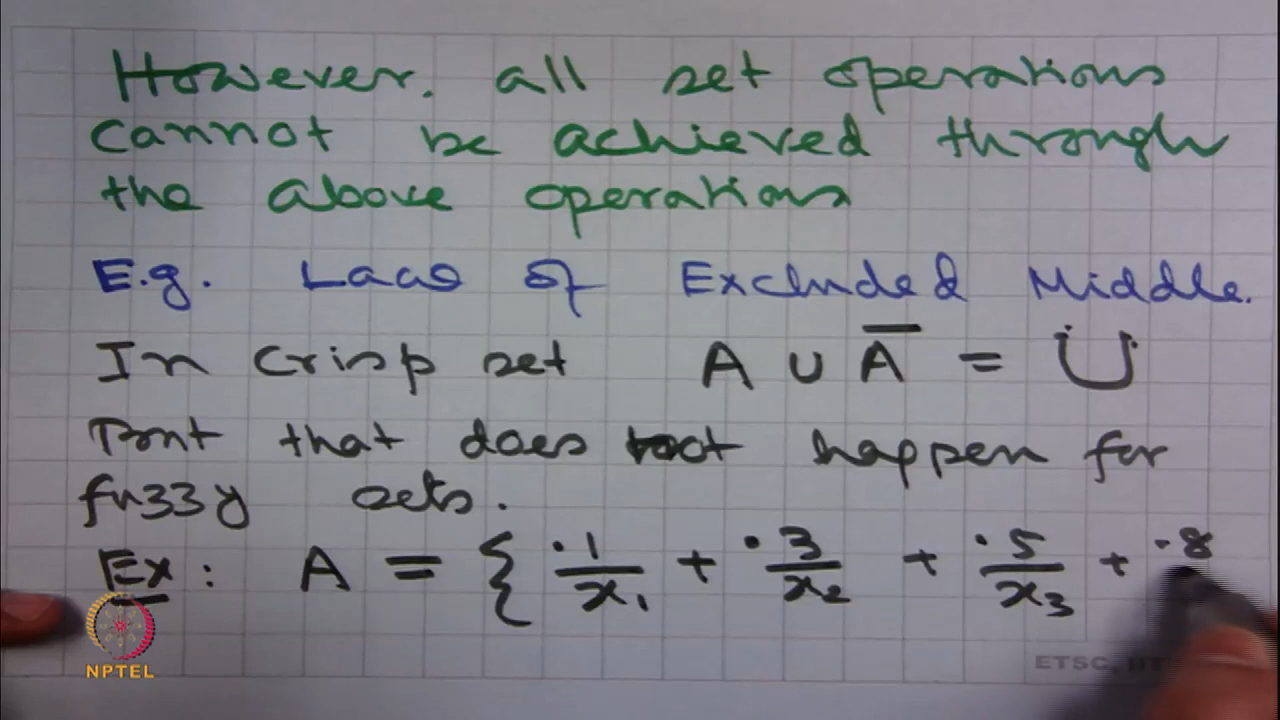 However, all set operations
cannot be achieved through
the above operations
E.g. Laws of Excluded Middle.
In Crisp set A ∪ A̅ = U
But that does not happen for
fuzzy sets.
Ex: A = { .1/x₁ + .3/x₂ + .5/x₃ + .8
NPTEL